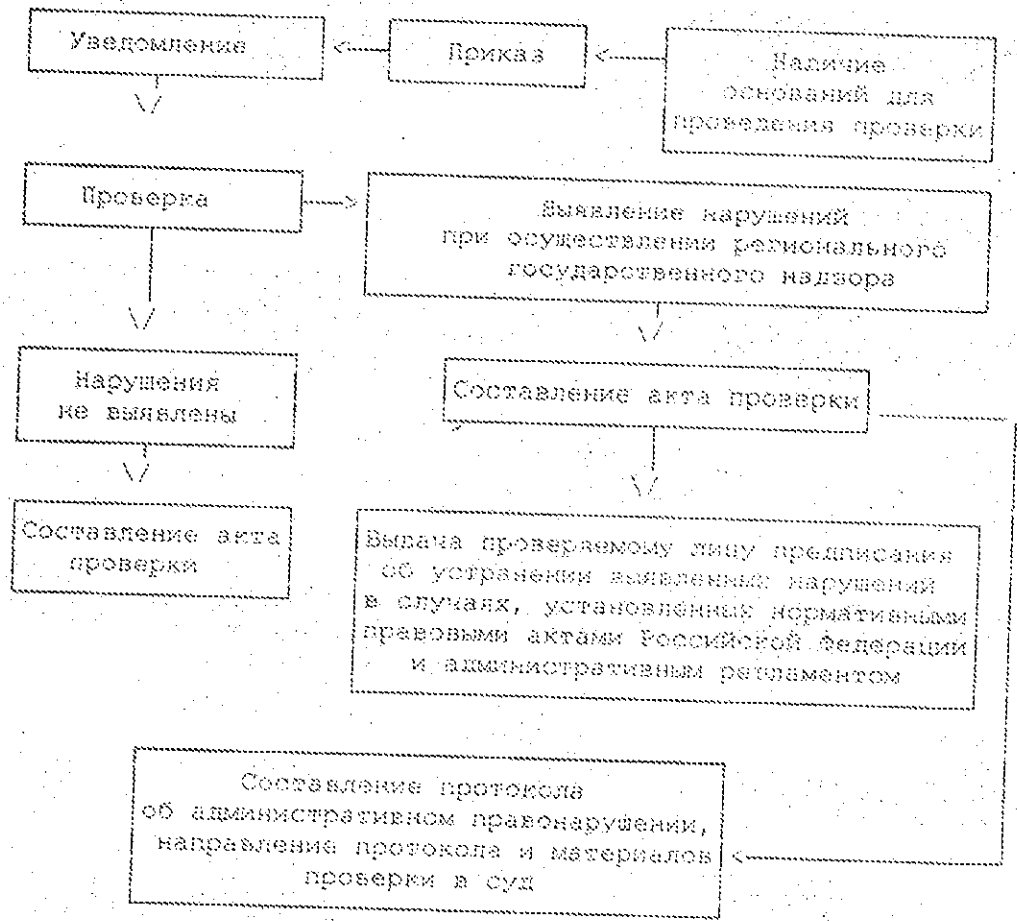 Уведомление
Приказ
Наличие
оснований для
проведения проверки
Проверка
Выявление нарушений
при осуществлении регионального
государственного надзора
Нарушения
не выявлены
Составление акта проверки
Составление акта
проверки
Выдача проверяемому лицу предписания
об устранении выявленных нарушений
в случаях, установленных нормативными
правовыми актами Российской Федерации
и административным регламентом
Составление протокола
об административном правонарушении,
направление протокола и материалов
проверки в суд